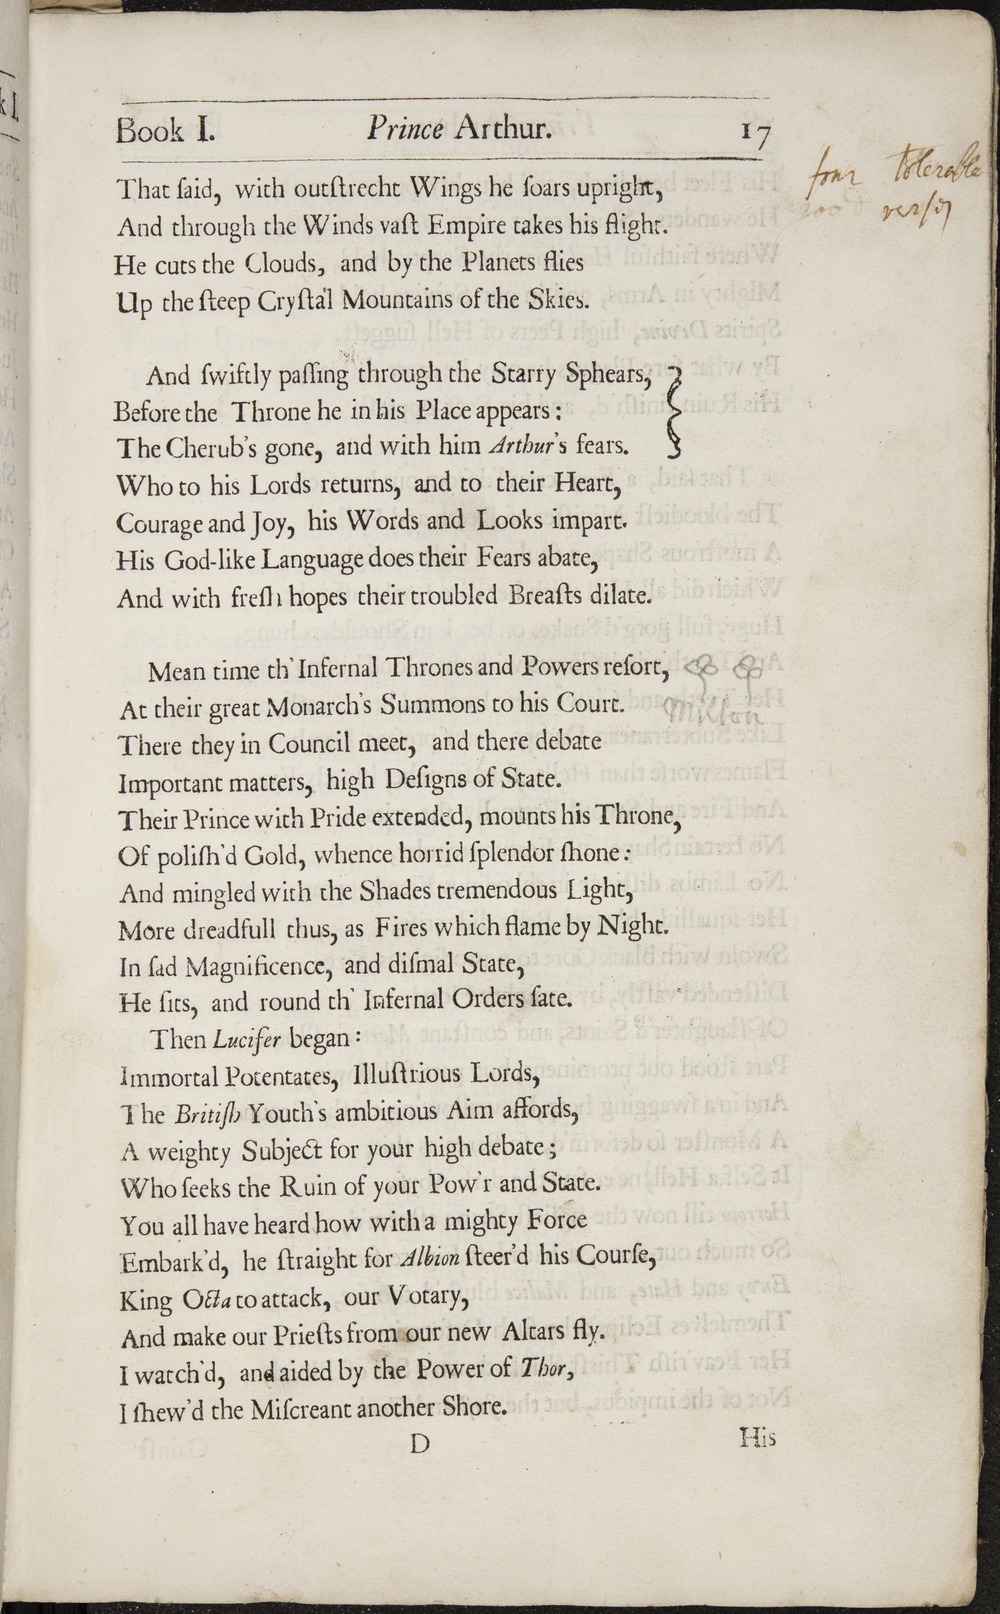 Book I. Prince Arthur. 17
four tolerable
good verses
That ſaid, with outſtrecht Wings he ſoars upright,
And through the Winds vaſt Empire takes his flight.
He cuts the Clouds, and by the Planets flies
Up the ſteep Cryſtal Mountains of the Skies.
And ſwiftly paſſing through the Starry Sphears,
Before the Throne he in his Place appears:
The Cherub's gone, and with him Arthur's fears.
Who to his Lords returns, and to their Heart,
Courage and Joy, his Words and Looks impart.
His God-like Language does their Fears abate,
And with freſh hopes their troubled Breaſts dilate.
Mean time th' Infernal Thrones and Powers reſort,
At their great Monarch's Summons to his Court.
Milton
There they in Council meet, and there debate
Important matters, high Deſigns of State.
Their Prince with Pride extended, mounts his Throne,
Of poliſh'd Gold, whence horrid ſplendor ſhone:
And mingled with the Shades tremendous Light,
More dreadfull thus, as Fires which flame by Night.
In ſad Magnificence, and diſmal State,
He ſits, and round th' Infernal Orders ſate.
Then Lucifer began:
Immortal Potentates, Illuſtrious Lords,
The Britiſh Youth's ambitious Aim affords,
A weighty Subject for your high debate;
Who ſeeks the Ruin of your Pow'r and State.
You all have heard how with a mighty Force
Embark'd, he ſtraight for Albion ſteer'd his Courſe,
King Octa to attack, our Votary,
And make our Prieſts from our new Altars fly.
I watch'd, and aided by the Power of Thor,
I ſhew'd the Miſcreant another Shore.
D His